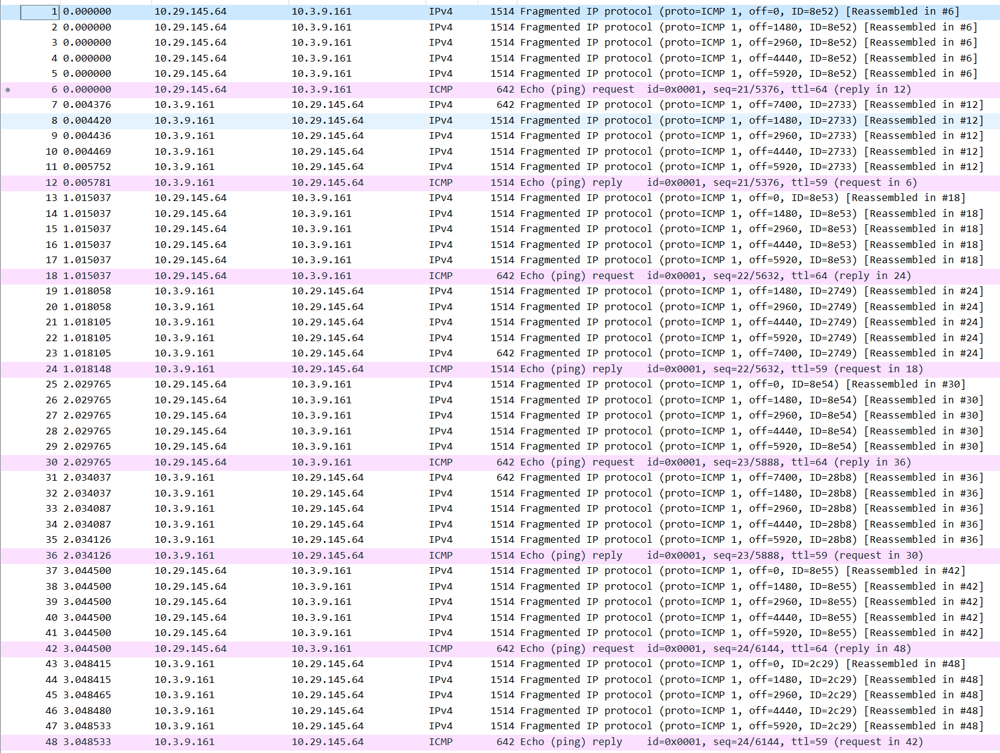 1 0.000000 10.29.145.64 10.3.9.161 IPv4 1514 Fragmented IP protocol (proto=ICMP 1, off=0, ID=8e52) [Reassembled in #6]
2 0.000000 10.29.145.64 10.3.9.161 IPv4 1514 Fragmented IP protocol (proto=ICMP 1, off=1480, ID=8e52) [Reassembled in #6]
3 0.000000 10.29.145.64 10.3.9.161 IPv4 1514 Fragmented IP protocol (proto=ICMP 1, off=2960, ID=8e52) [Reassembled in #6]
4 0.000000 10.29.145.64 10.3.9.161 IPv4 1514 Fragmented IP protocol (proto=ICMP 1, off=4440, ID=8e52) [Reassembled in #6]
5 0.000000 10.29.145.64 10.3.9.161 IPv4 1514 Fragmented IP protocol (proto=ICMP 1, off=5920, ID=8e52) [Reassembled in #6]
6 0.000000 10.29.145.64 10.3.9.161 ICMP 642 Echo (ping) request id=0x0001, seq=21/5376, ttl=64 (reply in 12)
7 0.004376 10.3.9.161 10.29.145.64 IPv4 642 Fragmented IP protocol (proto=ICMP 1, off=7400, ID=2733) [Reassembled in #12]
8 0.004420 10.3.9.161 10.29.145.64 IPv4 1514 Fragmented IP protocol (proto=ICMP 1, off=1480, ID=2733) [Reassembled in #12]
9 0.004436 10.3.9.161 10.29.145.64 IPv4 1514 Fragmented IP protocol (proto=ICMP 1, off=2960, ID=2733) [Reassembled in #12]
10 0.004469 10.3.9.161 10.29.145.64 IPv4 1514 Fragmented IP protocol (proto=ICMP 1, off=4440, ID=2733) [Reassembled in #12]
11 0.005752 10.3.9.161 10.29.145.64 IPv4 1514 Fragmented IP protocol (proto=ICMP 1, off=5920, ID=2733) [Reassembled in #12]
12 0.005781 10.3.9.161 10.29.145.64 ICMP 1514 Echo (ping) reply id=0x0001, seq=21/5376, ttl=59 (request in 6)
13 1.015037 10.29.145.64 10.3.9.161 IPv4 1514 Fragmented IP protocol (proto=ICMP 1, off=0, ID=8e53) [Reassembled in #18]
14 1.015037 10.29.145.64 10.3.9.161 IPv4 1514 Fragmented IP protocol (proto=ICMP 1, off=1480, ID=8e53) [Reassembled in #18]
15 1.015037 10.29.145.64 10.3.9.161 IPv4 1514 Fragmented IP protocol (proto=ICMP 1, off=2960, ID=8e53) [Reassembled in #18]
16 1.015037 10.29.145.64 10.3.9.161 IPv4 1514 Fragmented IP protocol (proto=ICMP 1, off=4440, ID=8e53) [Reassembled in #18]
17 1.015037 10.29.145.64 10.3.9.161 IPv4 1514 Fragmented IP protocol (proto=ICMP 1, off=5920, ID=8e53) [Reassembled in #18]
18 1.015037 10.29.145.64 10.3.9.161 ICMP 642 Echo (ping) request id=0x0001, seq=22/5632, ttl=64 (reply in 24)
19 1.018058 10.3.9.161 10.29.145.64 IPv4 1514 Fragmented IP protocol (proto=ICMP 1, off=1480, ID=2749) [Reassembled in #24]
20 1.018058 10.3.9.161 10.29.145.64 IPv4 1514 Fragmented IP protocol (proto=ICMP 1, off=2960, ID=2749) [Reassembled in #24]
21 1.018105 10.3.9.161 10.29.145.64 IPv4 1514 Fragmented IP protocol (proto=ICMP 1, off=4440, ID=2749) [Reassembled in #24]
22 1.018105 10.3.9.161 10.29.145.64 IPv4 1514 Fragmented IP protocol (proto=ICMP 1, off=5920, ID=2749) [Reassembled in #24]
23 1.018105 10.3.9.161 10.29.145.64 IPv4 642 Fragmented IP protocol (proto=ICMP 1, off=7400, ID=2749) [Reassembled in #24]
24 1.018148 10.3.9.161 10.29.145.64 ICMP 1514 Echo (ping) reply id=0x0001, seq=22/5632, ttl=59 (request in 18)
25 2.029765 10.29.145.64 10.3.9.161 IPv4 1514 Fragmented IP protocol (proto=ICMP 1, off=0, ID=8e54) [Reassembled in #30]
26 2.029765 10.29.145.64 10.3.9.161 IPv4 1514 Fragmented IP protocol (proto=ICMP 1, off=1480, ID=8e54) [Reassembled in #30]
27 2.029765 10.29.145.64 10.3.9.161 IPv4 1514 Fragmented IP protocol (proto=ICMP 1, off=2960, ID=8e54) [Reassembled in #30]
28 2.029765 10.29.145.64 10.3.9.161 IPv4 1514 Fragmented IP protocol (proto=ICMP 1, off=4440, ID=8e54) [Reassembled in #30]
29 2.029765 10.29.145.64 10.3.9.161 IPv4 1514 Fragmented IP protocol (proto=ICMP 1, off=5920, ID=8e54) [Reassembled in #30]
30 2.029765 10.29.145.64 10.3.9.161 ICMP 642 Echo (ping) request id=0x0001, seq=23/5888, ttl=64 (reply in 36)
31 2.034037 10.3.9.161 10.29.145.64 IPv4 642 Fragmented IP protocol (proto=ICMP 1, off=7400, ID=28b8) [Reassembled in #36]
32 2.034037 10.3.9.161 10.29.145.64 IPv4 1514 Fragmented IP protocol (proto=ICMP 1, off=1480, ID=28b8) [Reassembled in #36]
33 2.034087 10.3.9.161 10.29.145.64 IPv4 1514 Fragmented IP protocol (proto=ICMP 1, off=2960, ID=28b8) [Reassembled in #36]
34 2.034087 10.3.9.161 10.29.145.64 IPv4 1514 Fragmented IP protocol (proto=ICMP 1, off=4440, ID=28b8) [Reassembled in #36]
35 2.034126 10.3.9.161 10.29.145.64 IPv4 1514 Fragmented IP protocol (proto=ICMP 1, off=5920, ID=28b8) [Reassembled in #36]
36 2.034126 10.3.9.161 10.29.145.64 ICMP 1514 Echo (ping) reply id=0x0001, seq=23/5888, ttl=59 (request in 30)
37 3.044500 10.29.145.64 10.3.9.161 IPv4 1514 Fragmented IP protocol (proto=ICMP 1, off=0, ID=8e55) [Reassembled in #42]
38 3.044500 10.29.145.64 10.3.9.161 IPv4 1514 Fragmented IP protocol (proto=ICMP 1, off=1480, ID=8e55) [Reassembled in #42]
39 3.044500 10.29.145.64 10.3.9.161 IPv4 1514 Fragmented IP protocol (proto=ICMP 1, off=2960, ID=8e55) [Reassembled in #42]
40 3.044500 10.29.145.64 10.3.9.161 IPv4 1514 Fragmented IP protocol (proto=ICMP 1, off=4440, ID=8e55) [Reassembled in #42]
41 3.044500 10.29.145.64 10.3.9.161 IPv4 1514 Fragmented IP protocol (proto=ICMP 1, off=5920, ID=8e55) [Reassembled in #42]
42 3.044500 10.29.145.64 10.3.9.161 ICMP 642 Echo (ping) request id=0x0001, seq=24/6144, ttl=64 (reply in 48)
43 3.048415 10.3.9.161 10.29.145.64 IPv4 1514 Fragmented IP protocol (proto=ICMP 1, off=0, ID=2c29) [Reassembled in #48]
44 3.048415 10.3.9.161 10.29.145.64 IPv4 1514 Fragmented IP protocol (proto=ICMP 1, off=1480, ID=2c29) [Reassembled in #48]
45 3.048465 10.3.9.161 10.29.145.64 IPv4 1514 Fragmented IP protocol (proto=ICMP 1, off=2960, ID=2c29) [Reassembled in #48]
46 3.048480 10.3.9.161 10.29.145.64 IPv4 1514 Fragmented IP protocol (proto=ICMP 1, off=4440, ID=2c29) [Reassembled in #48]
47 3.048533 10.3.9.161 10.29.145.64 IPv4 1514 Fragmented IP protocol (proto=ICMP 1, off=5920, ID=2c29) [Reassembled in #48]
48 3.048533 10.3.9.161 10.29.145.64 ICMP 642 Echo (ping) reply id=0x0001, seq=24/6144, ttl=59 (request in 42)